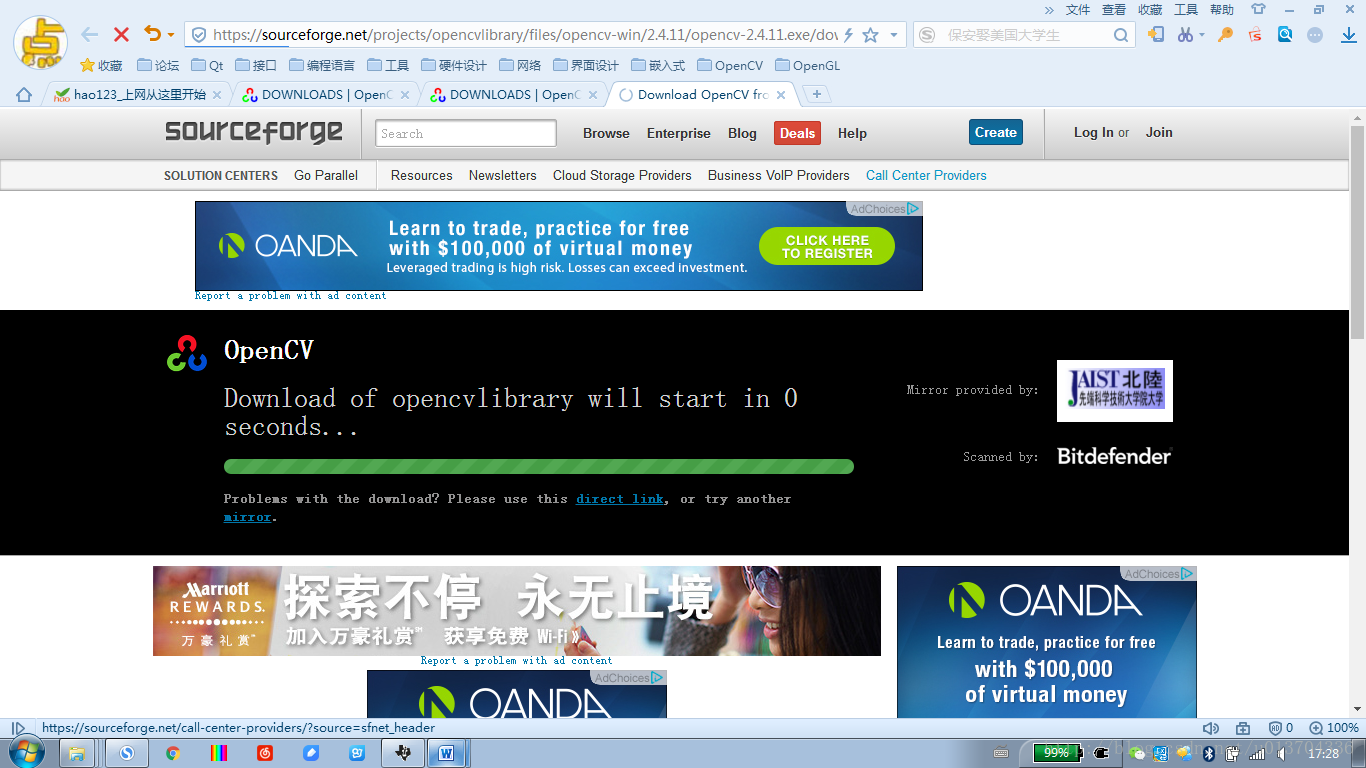 » 文件 查看 收藏 工具 帮助
https://sourceforge.net/projects/opencvlibrary/files/opencv-win/2.4.11/opencv-2.4.11.exe/dov
保安娶美国大学生
收藏 论坛 Qt 接口 编程语言 工具 硬件设计 网络 界面设计 嵌入式 OpenCV OpenGL
hao123_上网从这里开始 DOWNLOADS | OpenC DOWNLOADS | OpenC Download OpenCV fro
sourceforge Search Browse Enterprise Blog Deals Help Create Log In or Join
SOLUTION CENTERS Go Parallel Resources Newsletters Cloud Storage Providers Business VoIP Providers Call Center Providers
AdChoices
OANDA
Learn to trade, practice for free
with $100,000 of virtual money
Leveraged trading is high risk. Losses can exceed investment.
CLICK HERE
TO REGISTER
Report a problem with ad content
OpenCV
Download of opencvlibrary will start in 0
seconds...
Problems with the download? Please use this direct link, or try another
mirror.
Mirror provided by:
JAIST 北陸
先端科学技術大学院大学
Scanned by:
Bitdefender
Marriott
REWARDS.
万豪礼赏™
探索不停 永无止境
加入万豪礼赏™ 获享免费 Wi-Fi»
Report a problem with ad content
AdChoices
OANDA
AdChoices
OANDA
Learn to trade, practice for free
with $100,000
of virtual money
https://sourceforge.net/call-center-providers/?source=sfnet_header
0 100%
99%
17:28